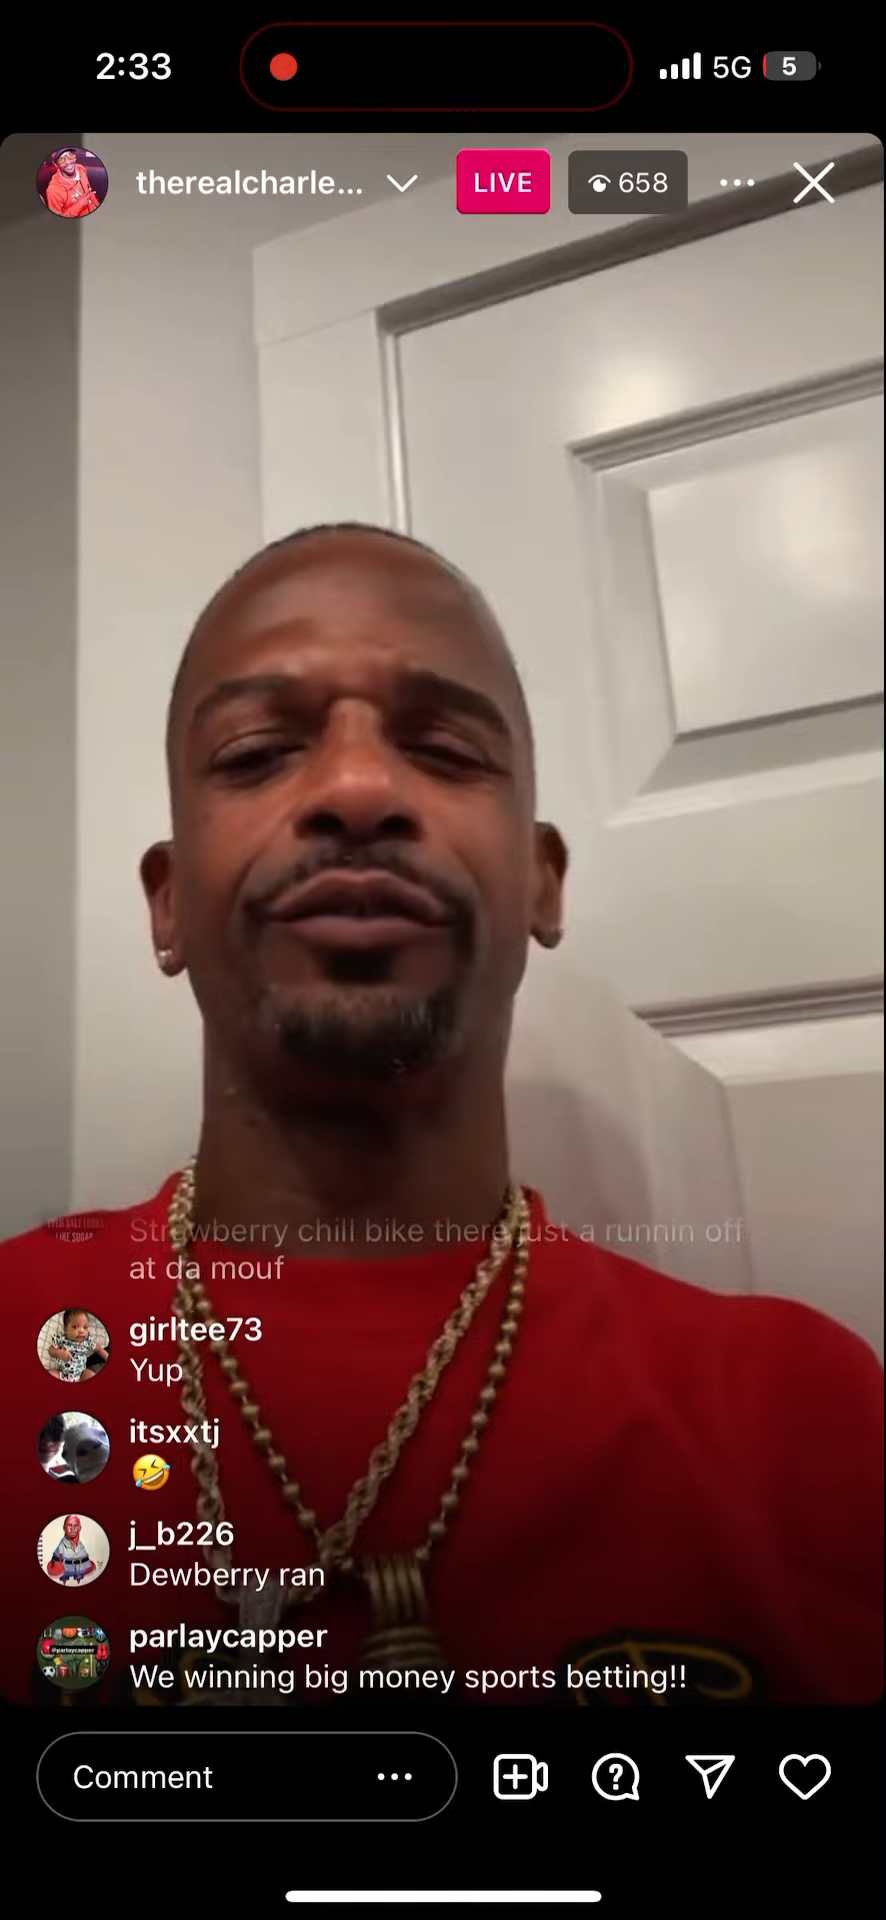 2:33
5G
5
therealcharle...
LIVE
658
Strawberry chill bike there just a runnin off
at da mouf
girltee73
Yup
itsxxtj
🤣
j_b226
Dewberry ran
parlaycapper
We winning big money sports betting!!
Comment